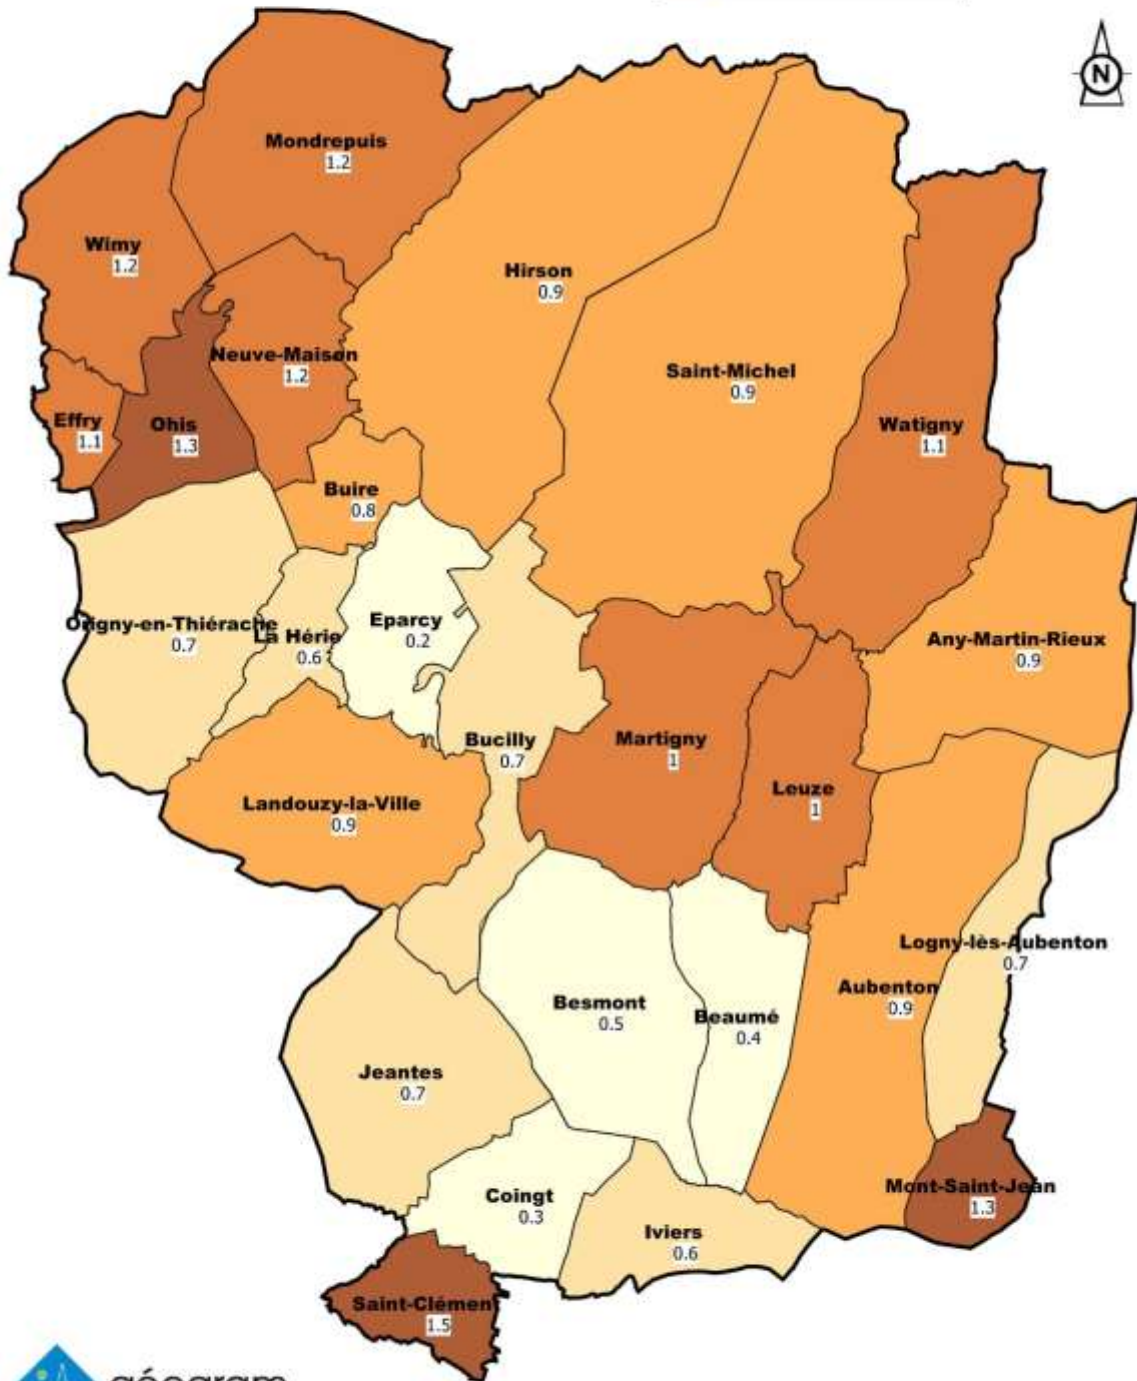 N
Mondrepuis
1.2
Wimy
1.2
Hirson
0.9
Neuve-Maison
1.2
Saint-Michel
0.9
Effry
1.1
Ohis
1.3
Watigny
1.1
Buire
0.8
Origny-en-Thiérache
0.7
La Hérie
0.6
Eparcy
0.2
Any-Martin-Rieux
0.9
Bucilly
0.7
Martigny
1
Leuze
1
Landouzy-la-Ville
0.9
Logny-lès-Aubenton
0.7
Aubenton
0.9
Besmont
0.5
Beaumé
0.4
Jeantes
0.7
Coingt
0.3
Mont-Saint-Jean
1.3
Iviers
0.6
Saint-Clément
1.5
géogram